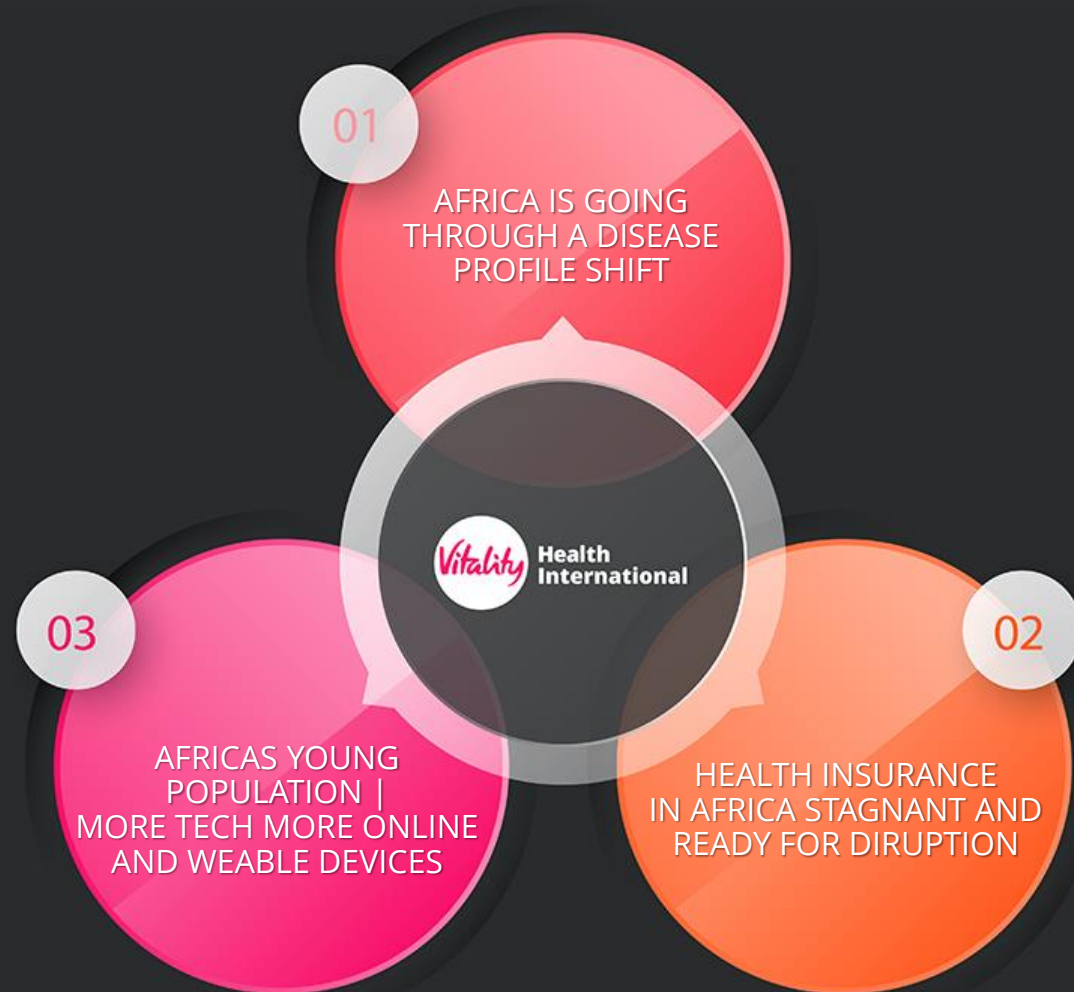 01
AFRICA IS GOING
THROUGH A DISEASE
PROFILE SHIFT
Vitality
Health
International
03
02
AFRICAS YOUNG
POPULATION |
MORE TECH MORE ONLINE
AND WEABLE DEVICES
HEALTH INSURANCE
IN AFRICA STAGNANT AND
READY FOR DIRUPTION